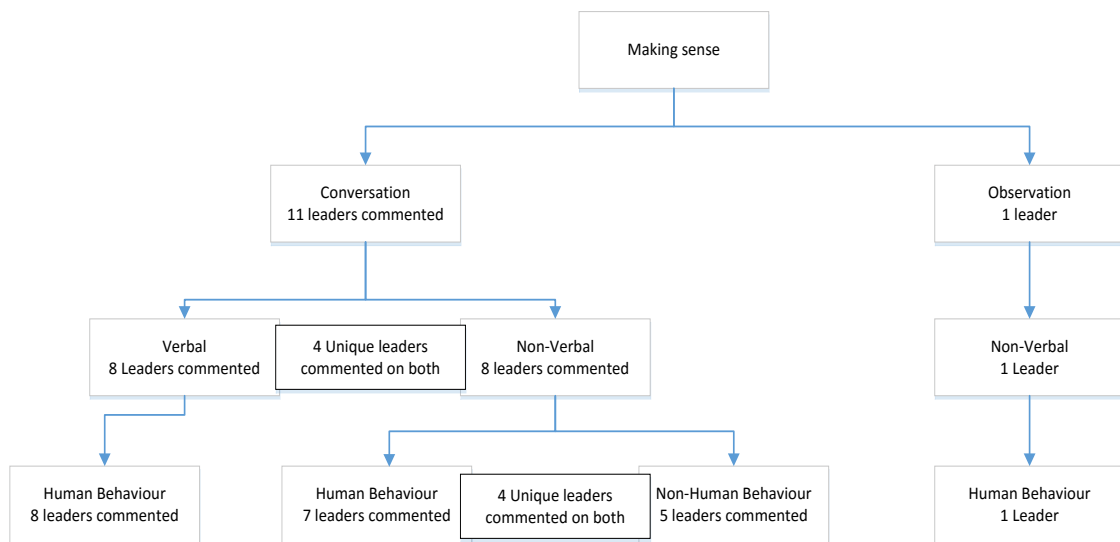 Making sense
Conversation
11 leaders commented
Observation
1 leader
Verbal
8 Leaders commented
4 Unique leaders
commented on both
Non-Verbal
8 leaders commented
Non-Verbal
1 Leader
Human Behaviour
8 leaders commented
Human Behaviour
7 leaders commented
4 Unique leaders
commented on both
Non-Human Behaviour
5 leaders commented
Human Behaviour
1 Leader